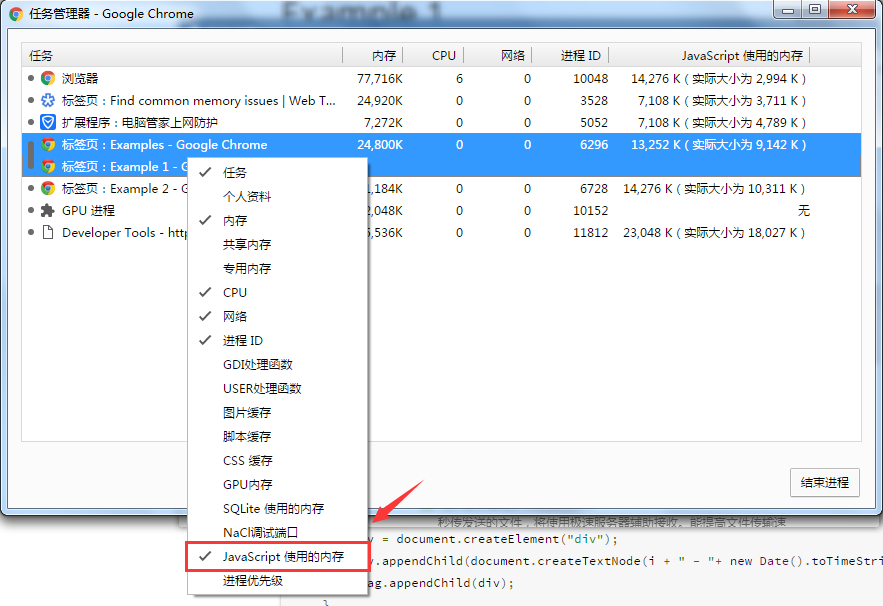 Example 1
任务管理器 - Google Chrome
任务 内存 CPU 网络 进程 ID JavaScript 使用的内存
浏览器 77,716K 6 0 10048 14,276 K ( 实际大小为 2,994 K )
标签页：Find common memory issues | Web T... 24,920K 0 0 3528 7,108 K ( 实际大小为 3,711 K )
扩展程序：电脑管家上网防护 7,272K 0 0 5052 7,108 K ( 实际大小为 4,789 K )
标签页：Examples - Google Chrome 24,800K 0 0 6296 13,252 K ( 实际大小为 9,142 K )
标签页：Example 1 - G
标签页：Example 2 - G ,184K 0 0 6728 14,276 K ( 实际大小为 10,311 K )
GPU 进程 ,048K 0 0 10152 无
Developer Tools - http ,536K 0 0 11812 23,048 K ( 实际大小为 18,027 K )
任务
个人资料
内存
共享内存
专用内存
CPU
网络
进程 ID
GDI处理函数
USER处理函数
图片缓存
脚本缓存
CSS 缓存
GPU内存
SQLite 使用的内存
NaCl调试端口
JavaScript 使用的内存
进程优先级
结束进程
秒传发送的文件，将使用极速服务器辅助接收，能提高文件传输速
v = document.createElement("div");
v.appendChild(document.createTextNode(i + " - "+ new Date().toTimeStri
ag.appendChild(div);
}